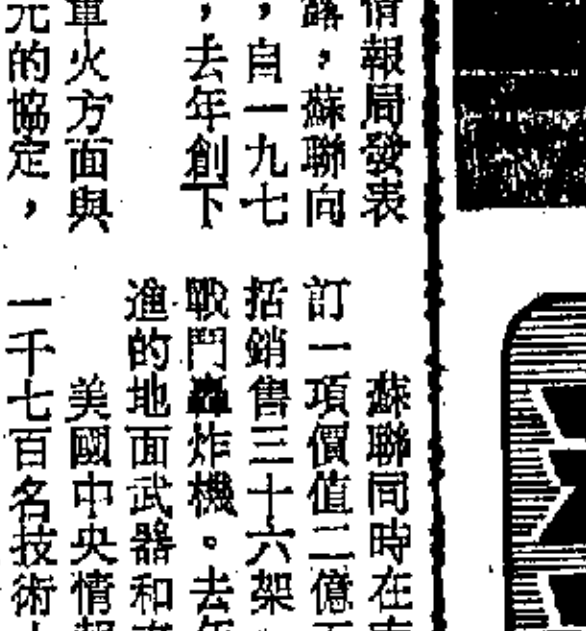 情報局發表
露，蘇聯向
，自一九七
，去年創下
軍火方面與
元的協定，
蘇聯同時在
訂一項價值二億
括銷售三十六架
戰鬥轟炸機。去年
進的地面武器和
美國中央情報
一千七百名技術